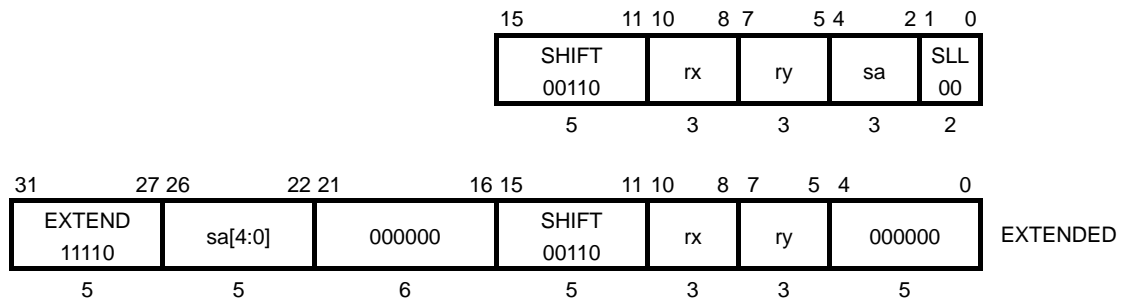 15 11 10 8 7 5 4 2 1 0
SHIFT
00110 rx ry sa SLL
00
5 3 3 3 2
31 27 26 22 21 16 15 11 10 8 7 5 4 0
EXTEND
11110 sa[4:0] 000000 SHIFT
00110 rx ry 000000 EXTENDED
5 5 6 5 3 3 5